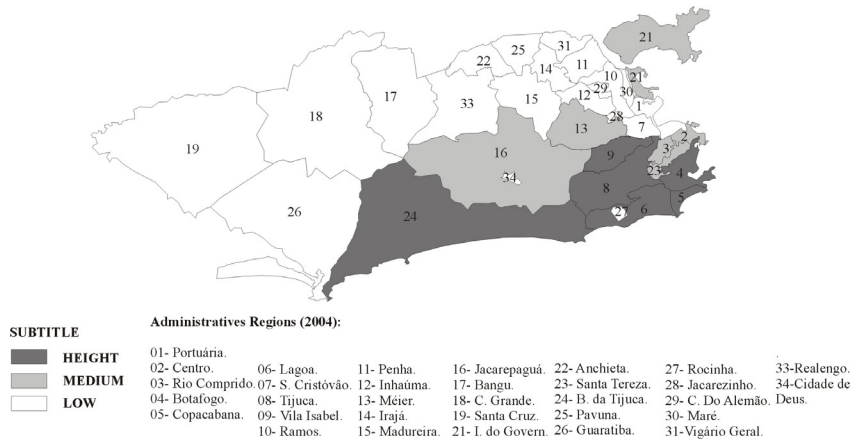 21
31
25
22
11
14
10
21
29
30
12
15
33
17
18
1
28
7
13
2
16
9
3
19
23
4
34
8
5
26
24
27
6
SUBTITLE
HEIGHT
MEDIUM
LOW
Administratives Regions (2004):
01- Portuária.
02- Centro.
03- Rio Comprido.
04- Botafogo.
05- Copacabana.
06- Lagoa.
07- S. Cristóvão.
08- Tijuca.
09- Vila Isabel.
10- Ramos.
11- Penha.
12- Inhaúma.
13- Méier.
14- Irajá.
15- Madureira.
16- Jacarepaguá.
17- Bangu.
18- C. Grande.
19- Santa Cruz.
21- I. do Govern.
22- Anchieta.
23- Santa Tereza.
24- B. da Tijuca.
25- Pavuna.
26- Guaratiba.
27- Rocinha.
28- Jacarezinho.
29- C. Do Alemão.
30- Maré.
31-Vigário Geral.
33-Realengo.
34-Cidade de
Deus.